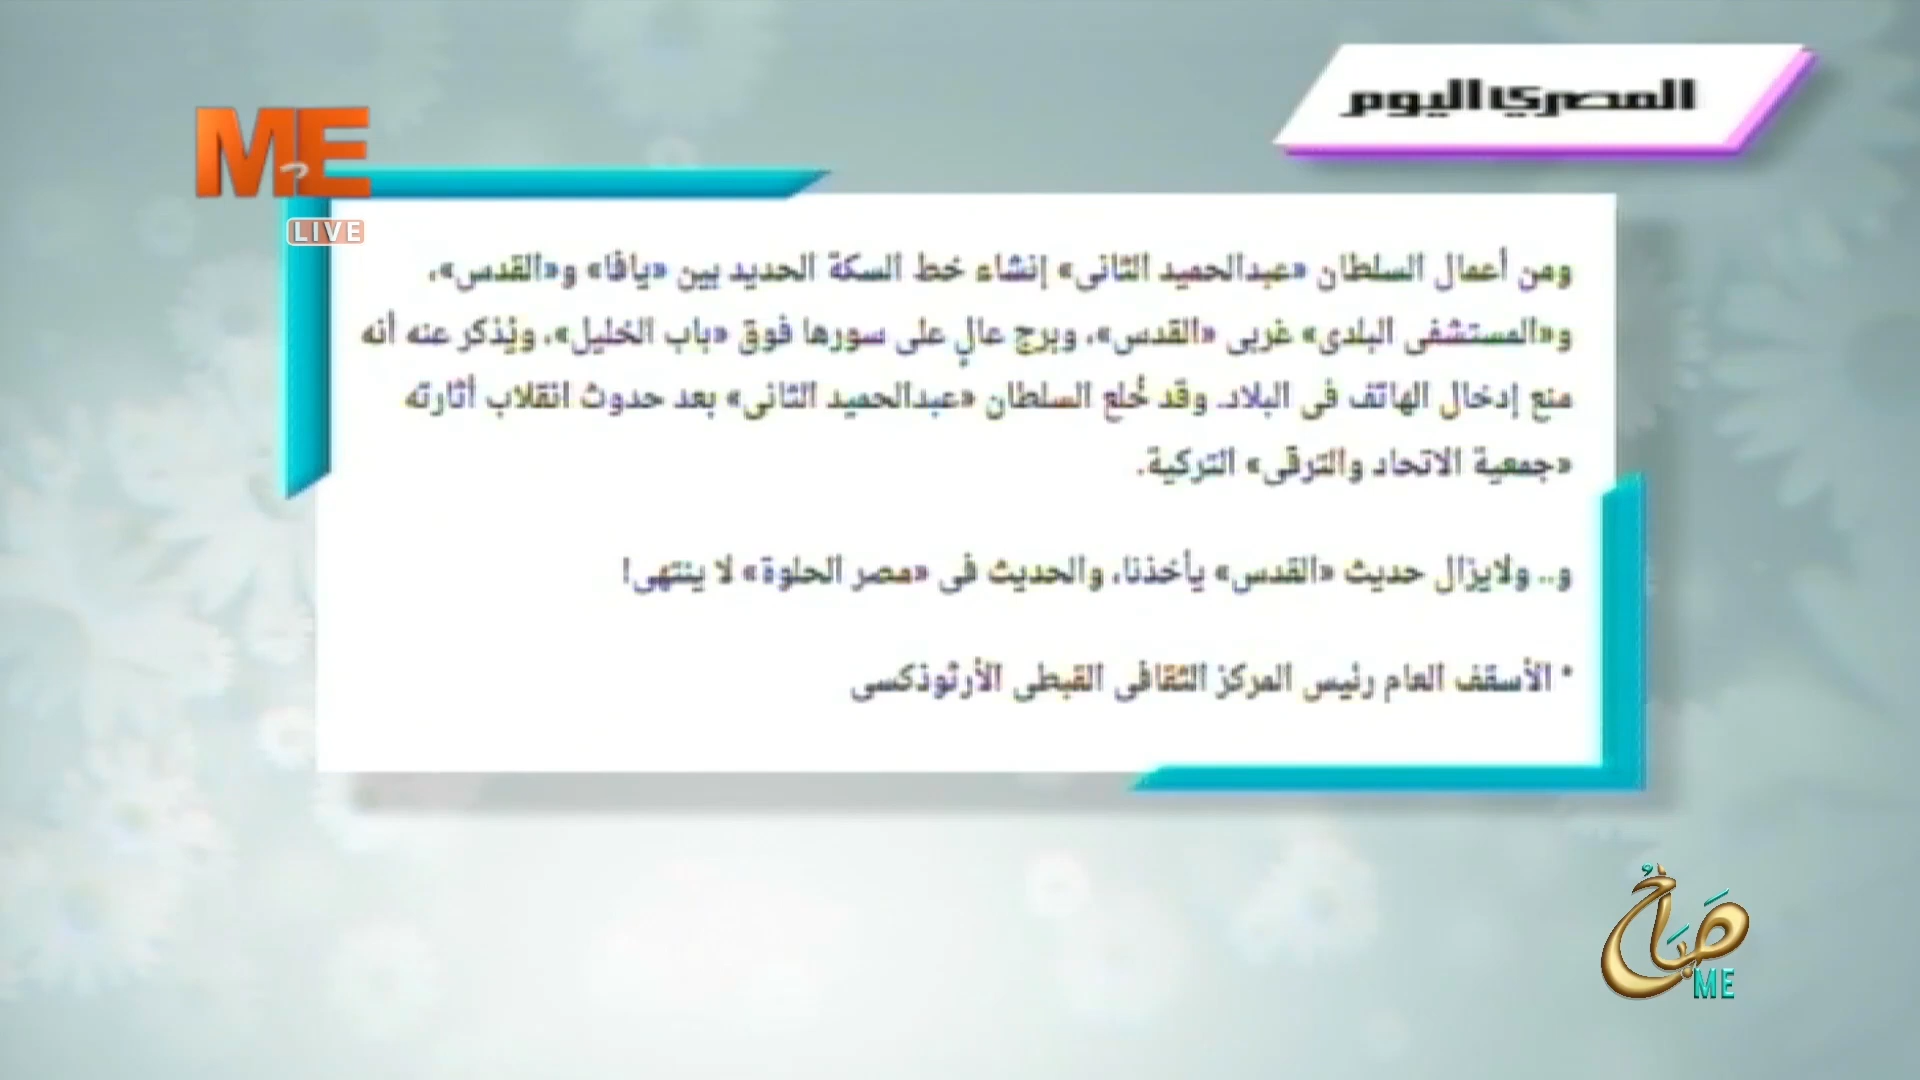 المصري اليوم
ME
LIVE
ومن أعمال السلطان «عبدالحميد الثانى» إنشاء خط السكة الحديد بين «يافا» و«القدس»،
و«المستشفى البلدى» غربى «القدس»، وبرج عالٍ على سورها فوق «باب الخليل»، ويُذكر عنه أنه
منع إدخال الهاتف فى البلاد. وقد خُلع السلطان «عبدالحميد الثانى» بعد حدوث انقلاب أثارته
«جمعية الاتحاد والترقى» التركية.
و.. ولايزال حديث «القدس» يأخذنا، والحديث فى «مصر الحلوة» لا ينتهى!
* الأسقف العام رئيس المركز الثقافى القبطى الأرثوذكسى
صَبَاحُ
ME